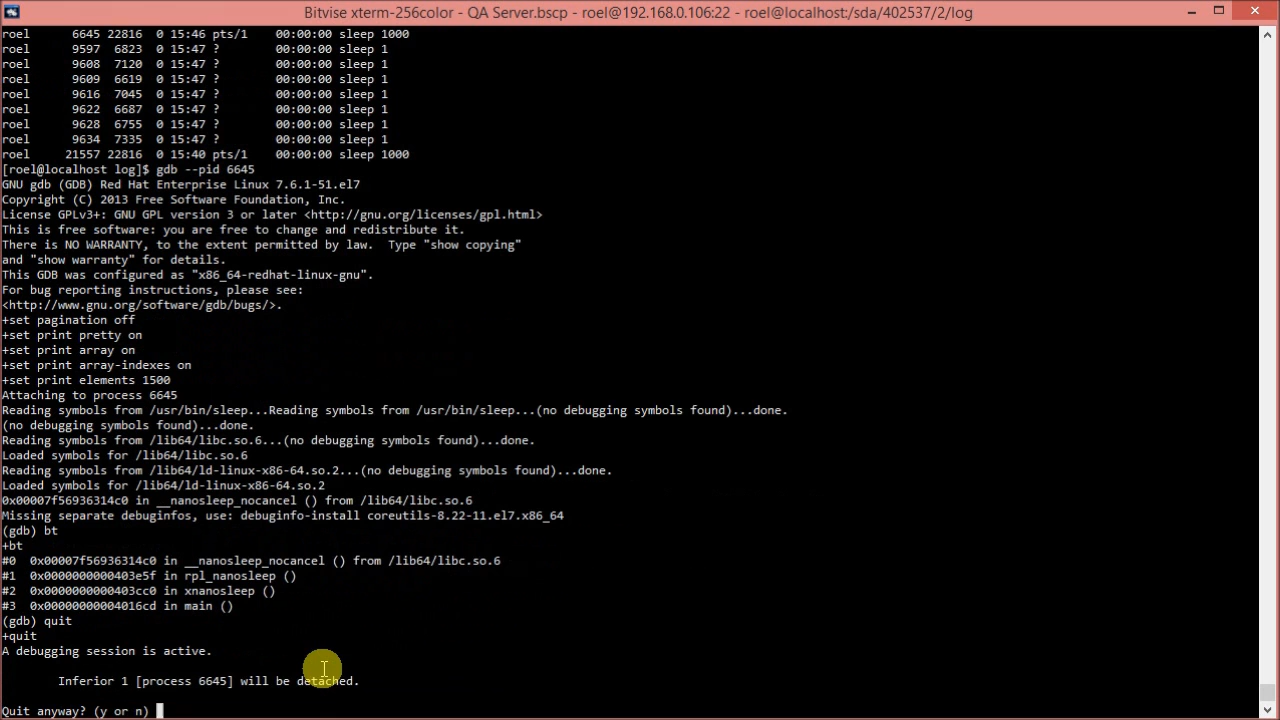 Bitvise xterm-256color - QA Server.bscp - roel@192.168.0.106:22 - roel@localhost:/sda/402537/2/log
roel      6645 22816  0 15:46 pts/1    00:00:00 sleep 1000
roel      9597  6823  0 15:47 ?        00:00:00 sleep 1
roel      9608  7120  0 15:47 ?        00:00:00 sleep 1
roel      9609  6619  0 15:47 ?        00:00:00 sleep 1
roel      9616  7045  0 15:47 ?        00:00:00 sleep 1
roel      9622  6687  0 15:47 ?        00:00:00 sleep 1
roel      9628  6755  0 15:47 ?        00:00:00 sleep 1
roel      9634  7335  0 15:47 ?        00:00:00 sleep 1
roel     21557 22816  0 15:40 pts/1    00:00:00 sleep 1000
[roel@localhost log]$ gdb --pid 6645
GNU gdb (GDB) Red Hat Enterprise Linux 7.6.1-51.el7
Copyright (C) 2013 Free Software Foundation, Inc.
License GPLv3+: GNU GPL version 3 or later <http://gnu.org/licenses/gpl.html>
This is free software: you are free to change and redistribute it.
There is NO WARRANTY, to the extent permitted by law.  Type "show copying"
and "show warranty" for details.
This GDB was configured as "x86_64-redhat-linux-gnu".
For bug reporting instructions, please see:
<http://www.gnu.org/software/gdb/bugs/>.
+set pagination off
+set print pretty on
+set print array on
+set print array-indexes on
+set print elements 1500
Attaching to process 6645
Reading symbols from /usr/bin/sleep...Reading symbols from /usr/bin/sleep...(no debugging symbols found)...done.
(no debugging symbols found)...done.
Reading symbols from /lib64/libc.so.6...(no debugging symbols found)...done.
Loaded symbols for /lib64/libc.so.6
Reading symbols from /lib64/ld-linux-x86-64.so.2...(no debugging symbols found)...done.
Loaded symbols for /lib64/ld-linux-x86-64.so.2
0x00007f56936314c0 in __nanosleep_nocancel () from /lib64/libc.so.6
Missing separate debuginfos, use: debuginfo-install coreutils-8.22-11.el7.x86_64
(gdb) bt
+bt
#0  0x00007f56936314c0 in __nanosleep_nocancel () from /lib64/libc.so.6
#1  0x0000000000403e5f in rpl_nanosleep ()
#2  0x0000000000403cc0 in xnanosleep ()
#3  0x00000000004016cd in main ()
(gdb) quit
+quit
A debugging session is active.
Inferior 1 [process 6645] will be detached.
Quit anyway? (y or n)